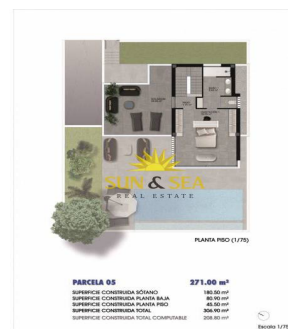 SUN & SEA
REAL ESTATE
PLANTA PISO (1/75)
PARCELA 05 271.00 m²
SUPERFICIE CONSTRUIDA SÓTANO 180.50 m²
SUPERFICIE CONSTRUIDA PLANTA BAJA 80.90 m²
SUPERFICIE CONSTRUIDA PLANTA PISO 45.50 m²
SUPERFICIE CONSTRUIDA TOTAL 306.90 m²
SUPERFICIE CONSTRUIDA TOTAL COMPUTABLE 208.80 m²
Escala 1/75